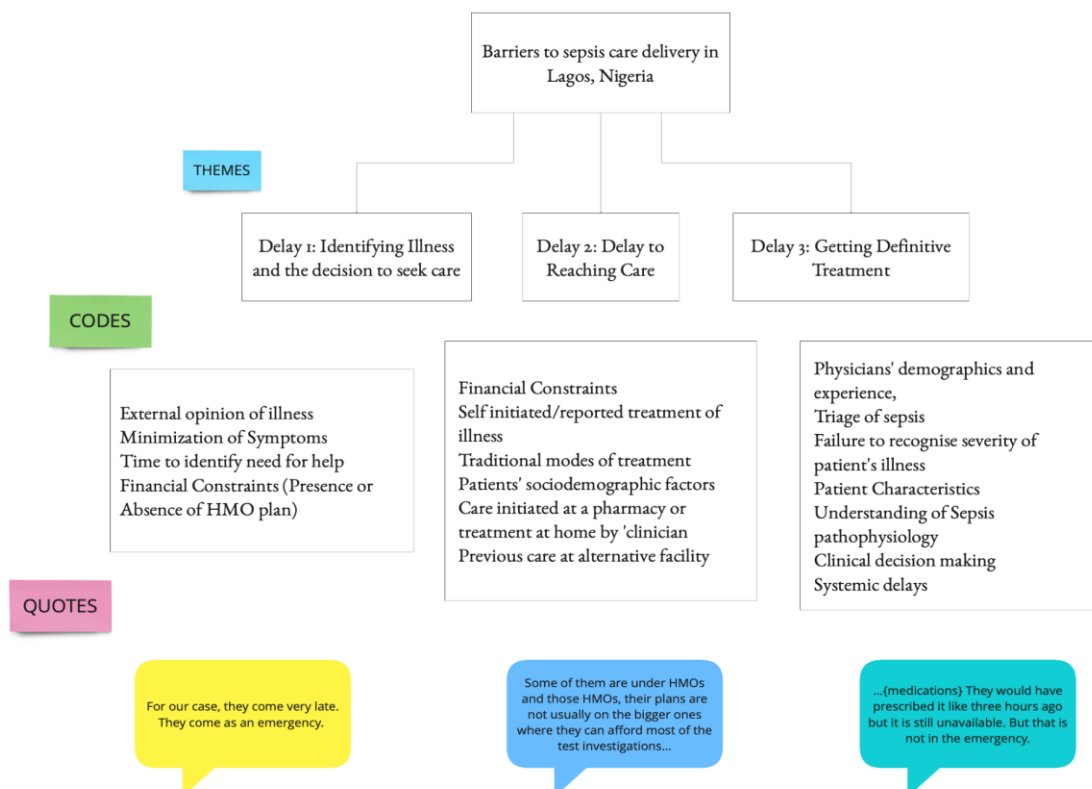 Barriers to sepsis care delivery in
Lagos, Nigeria
THEMES
Delay 1: Identifying Illness
and the decision to seek care
Delay 2: Delay to
Reaching Care
Delay 3: Getting Definitive
Treatment
CODES
External opinion of illness
Minimization of Symptoms
Time to identify need for help
Financial Constraints (Presence or
Absence of HMO plan)
Financial Constraints
Self initiated/reported treatment of
illness
Traditional modes of treatment
Patients' sociodemographic factors
Care initiated at a pharmacy or
treatment at home by 'clinician
Previous care at alternative facility
Physicians' demographics and
experience,
Triage of sepsis
Failure to recognise severity of
patient's illness
Patient Characteristics
Understanding of Sepsis
pathophysiology
Clinical decision making
Systemic delays
QUOTES
For our case, they come very late.
They come as an emergency.
Some of them are under HMOs
and those HMOs, their plans are
not usually on the bigger ones
where they can afford most of the
test investigations...
...{medications} They would have
prescribed it like three hours ago
but it is still unavailable. But that is
not in the emergency.